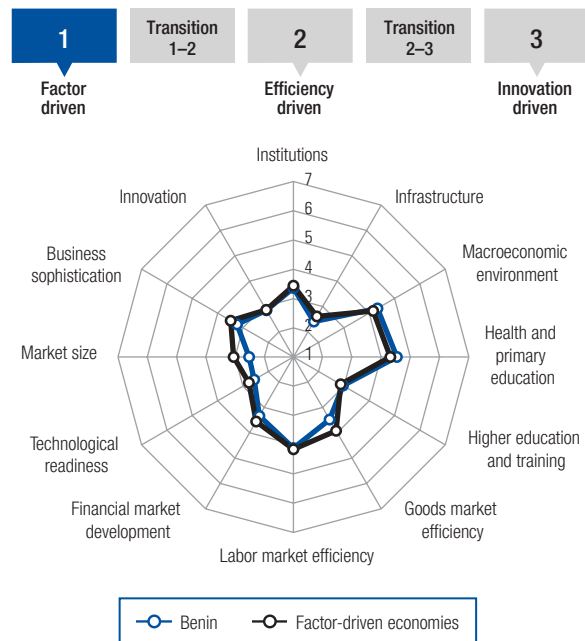 1
Transition
1–2
2
Transition
2–3
3
Factor
driven
Efficiency
driven
Innovation
driven
Institutions
7
6
5
4
3
2
1
Infrastructure
Macroeconomic
environment
Health and
primary
education
Higher education
and training
Goods market
efficiency
Labor market efficiency
Financial market
development
Technological
readiness
Market size
Business
sophistication
Innovation
Benin
Factor-driven economies